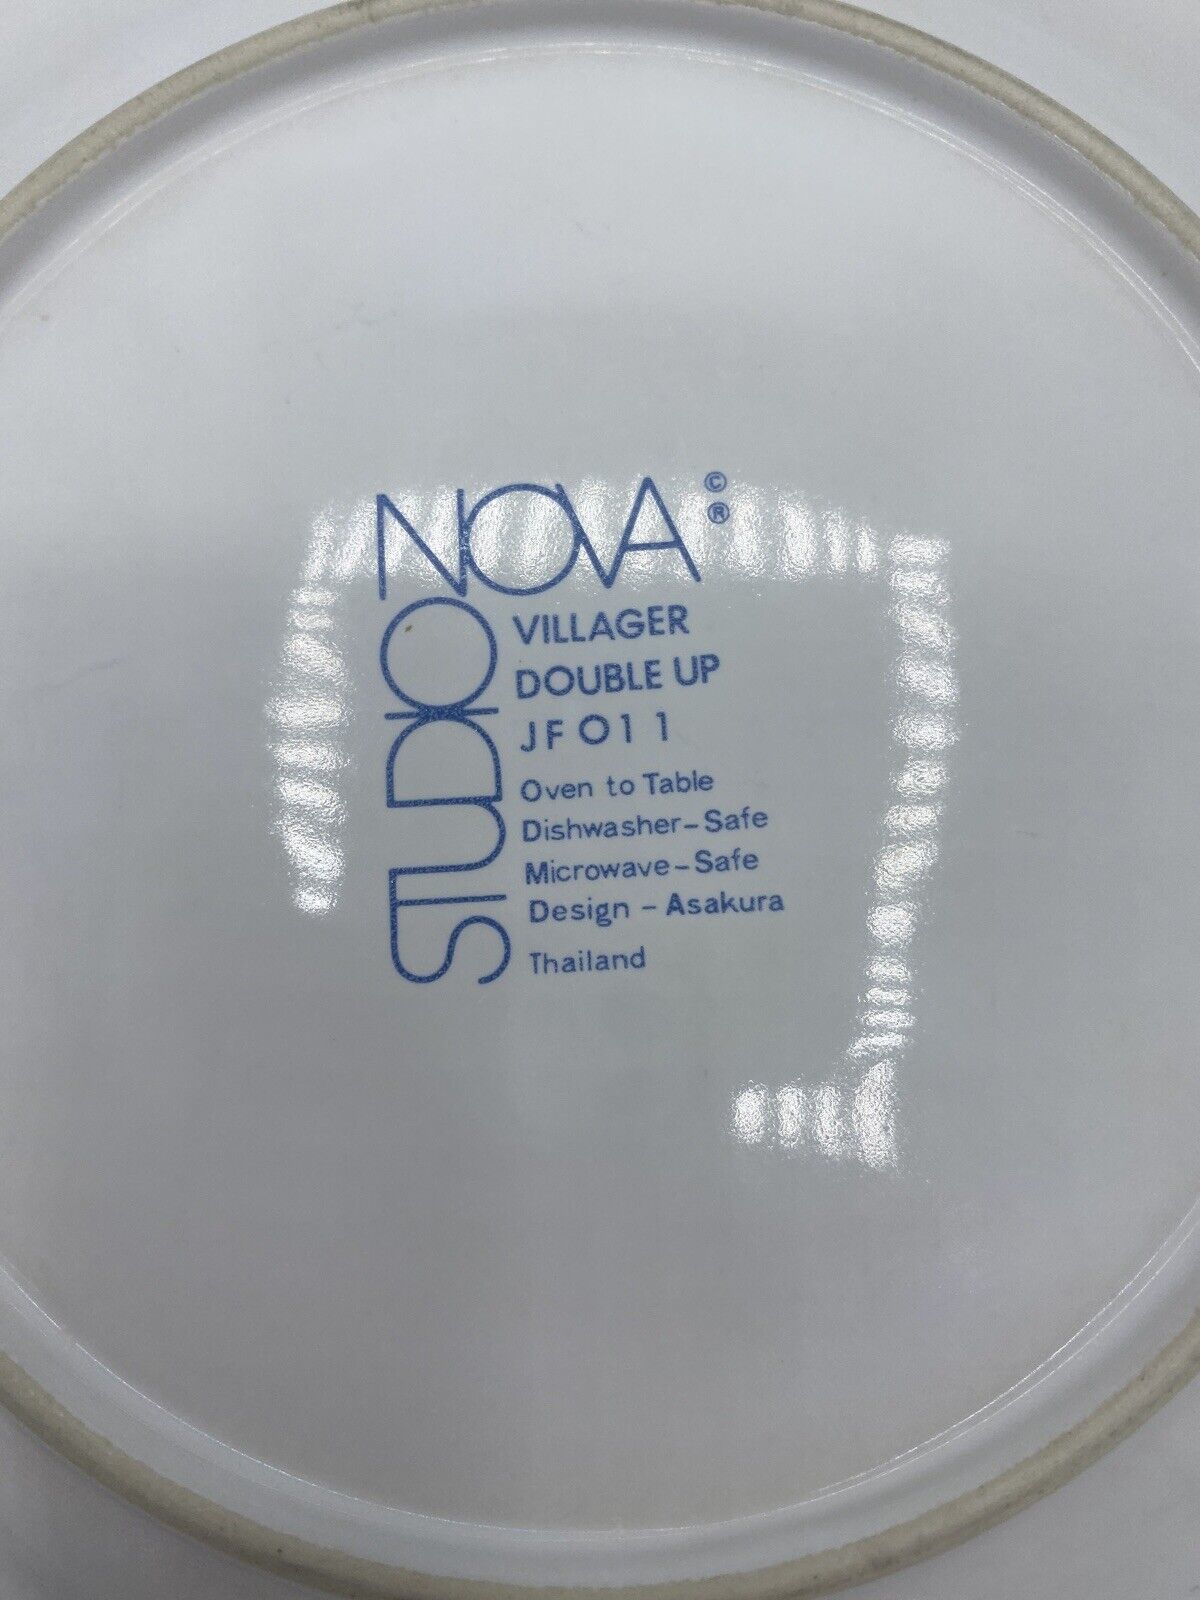 STUDIO NOVA © ®
VILLAGER
DOUBLE UP
JF011
Oven to Table
Dishwasher-Safe
Microwave-Safe
Design - Asakura
Thailand